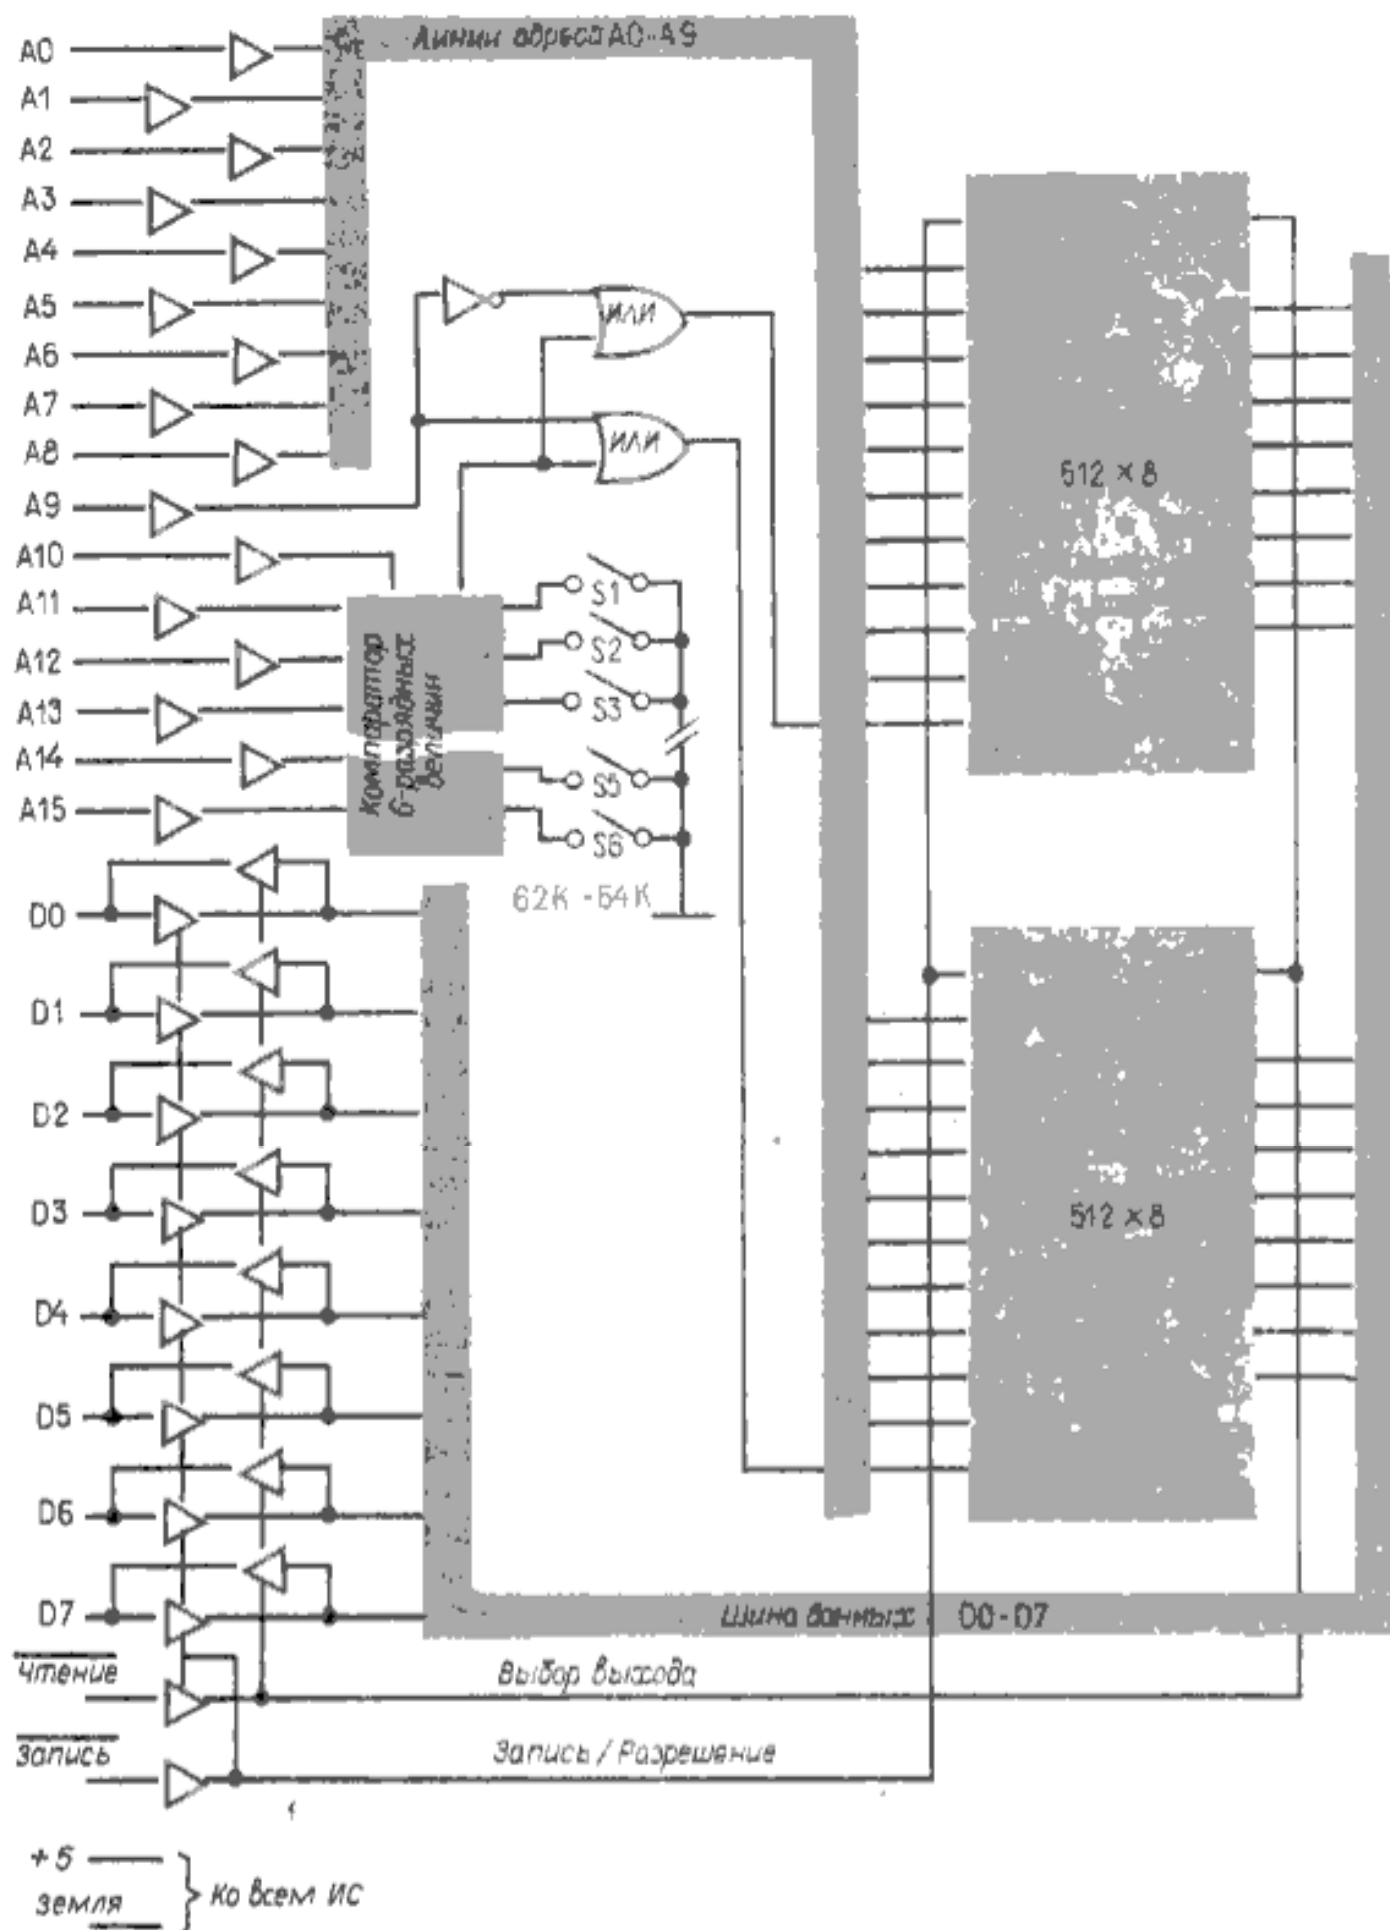 Линии адреса A0-A9
A0
A1
A2
A3
A4
A5
A6
A7
A8
A9
A10
A11
A12
A13
A14
A15
ИЛИ
ИЛИ
Компаратор
6-разрядных
величин
S1
S2
S3
S5
S6
62К - 64К
512 × 8
512 × 8
D0
D1
D2
D3
D4
D5
D6
D7
Шина данных D0-D7
Чтение
Выбор выхода
Запись
Запись / Разрешение
+5
земля
Ко всем ИС